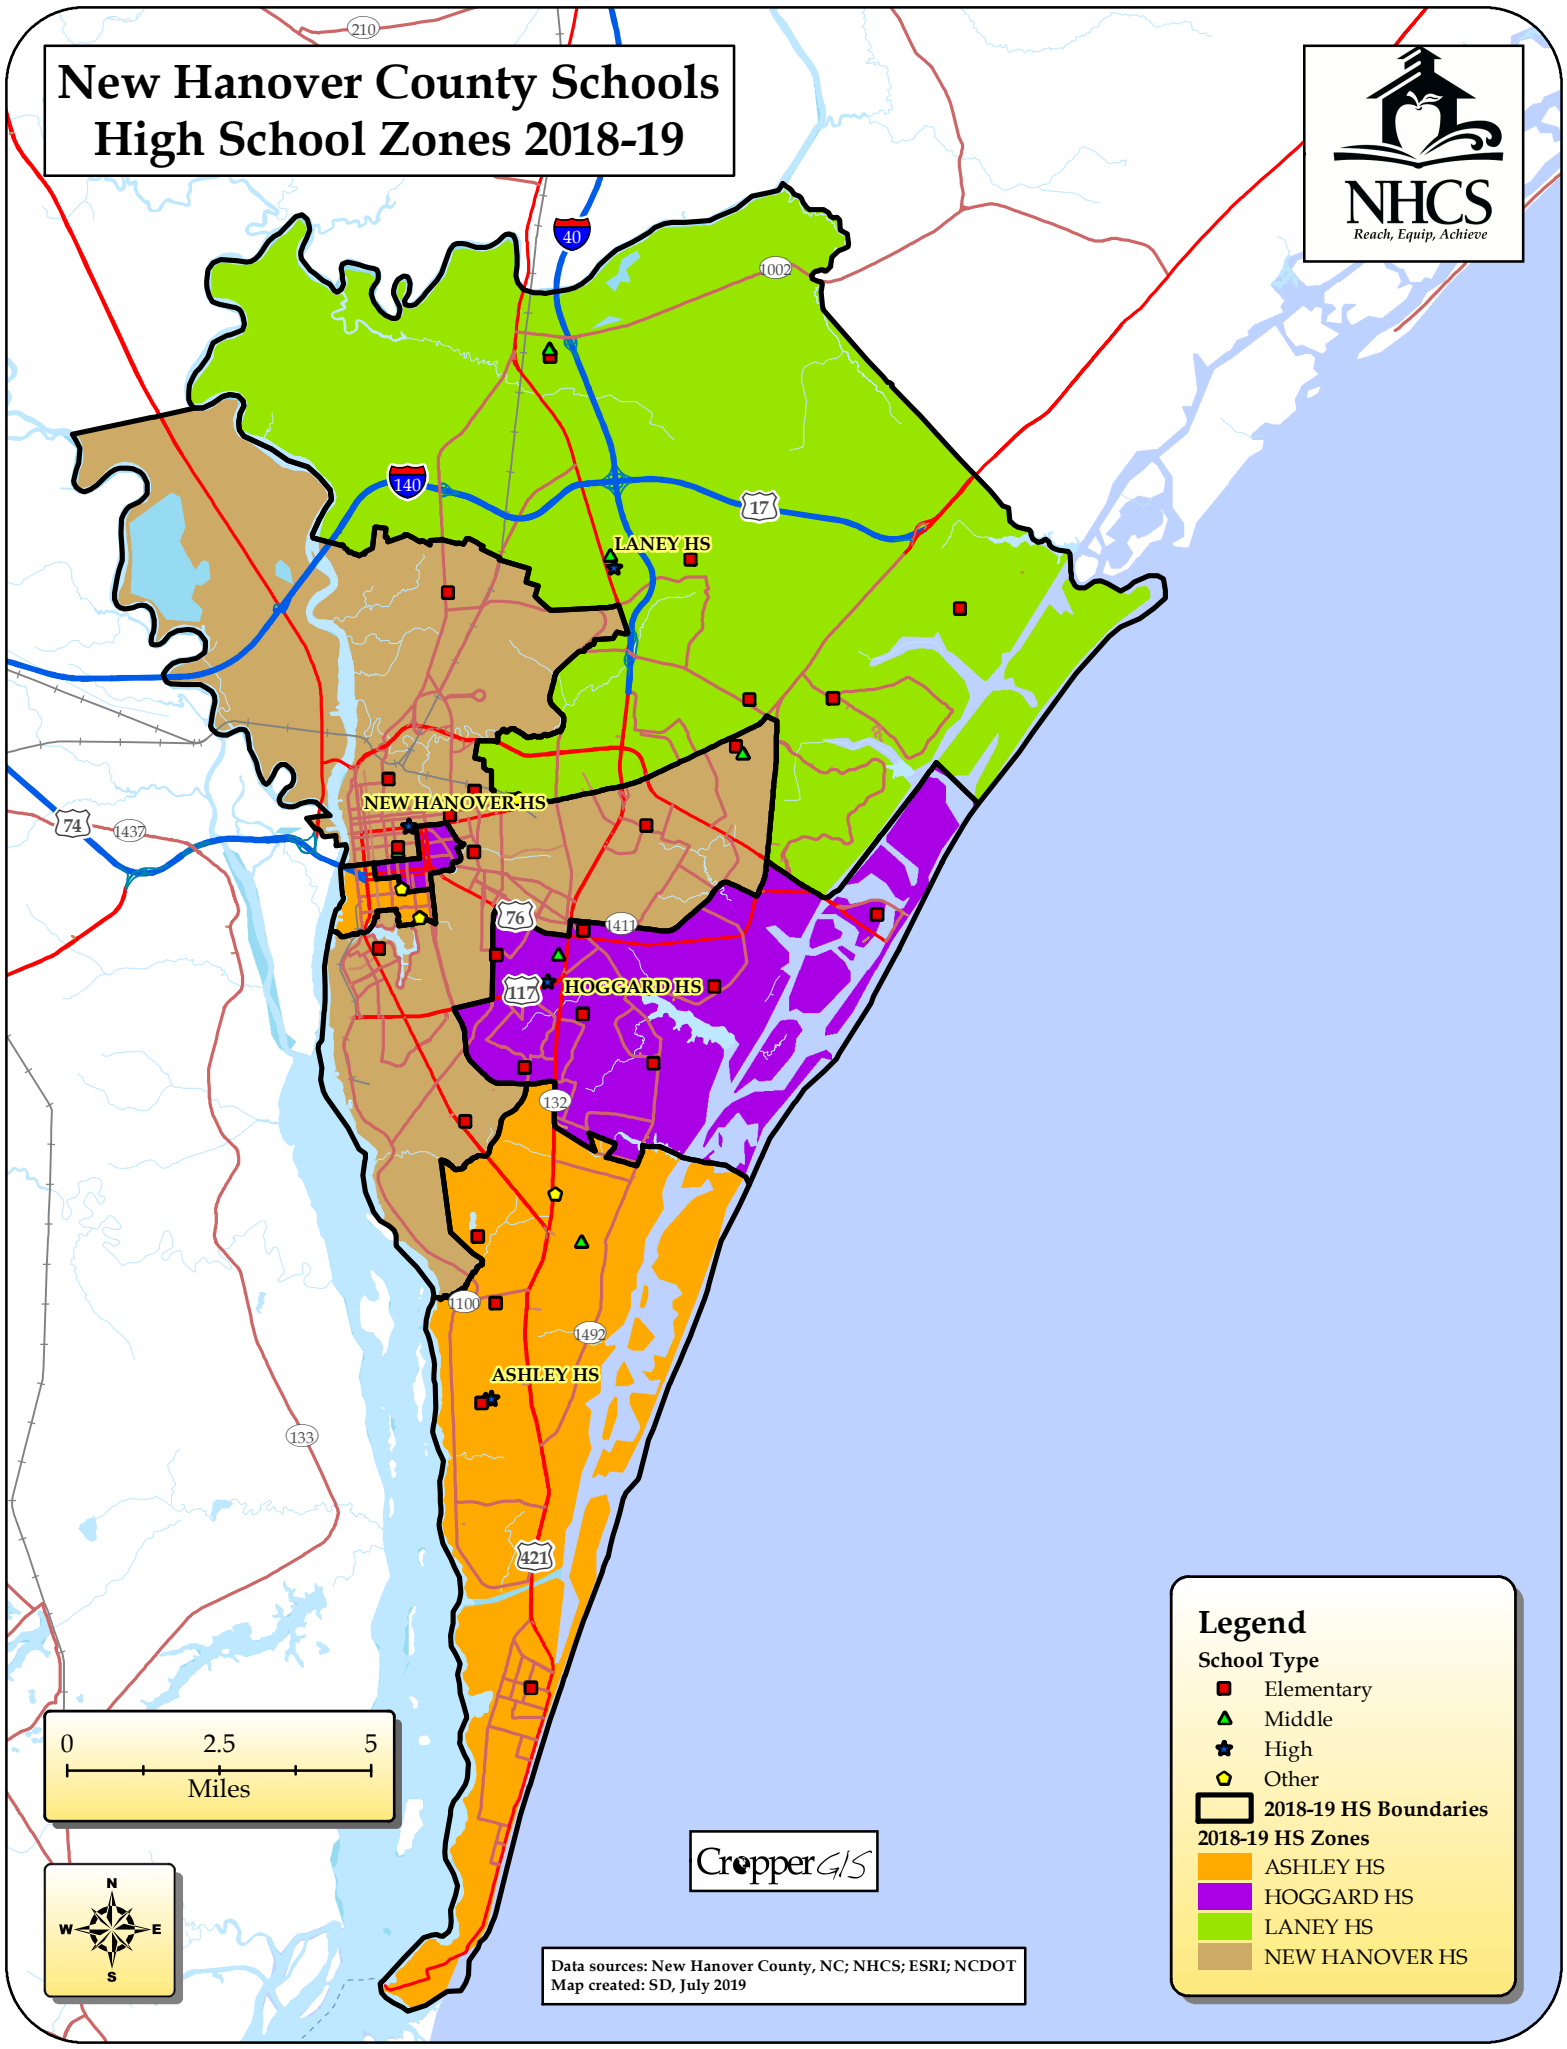 210
New Hanover County Schools
High School Zones 2018-19
NHCS
Reach, Equip, Achieve
40
1002
140
17
LANEY HS
NEW HANOVER HS
74
1437
76
1411
117
HOGGARD HS
132
1100
1492
ASHLEY HS
133
421
0 2.5 5
Miles
N
W E
S
CropperGIS
Data sources: New Hanover County, NC; NHCS; ESRI; NCDOT
Map created: SD, July 2019
Legend
School Type
Elementary
Middle
High
Other
2018-19 HS Boundaries
2018-19 HS Zones
ASHLEY HS
HOGGARD HS
LANEY HS
NEW HANOVER HS